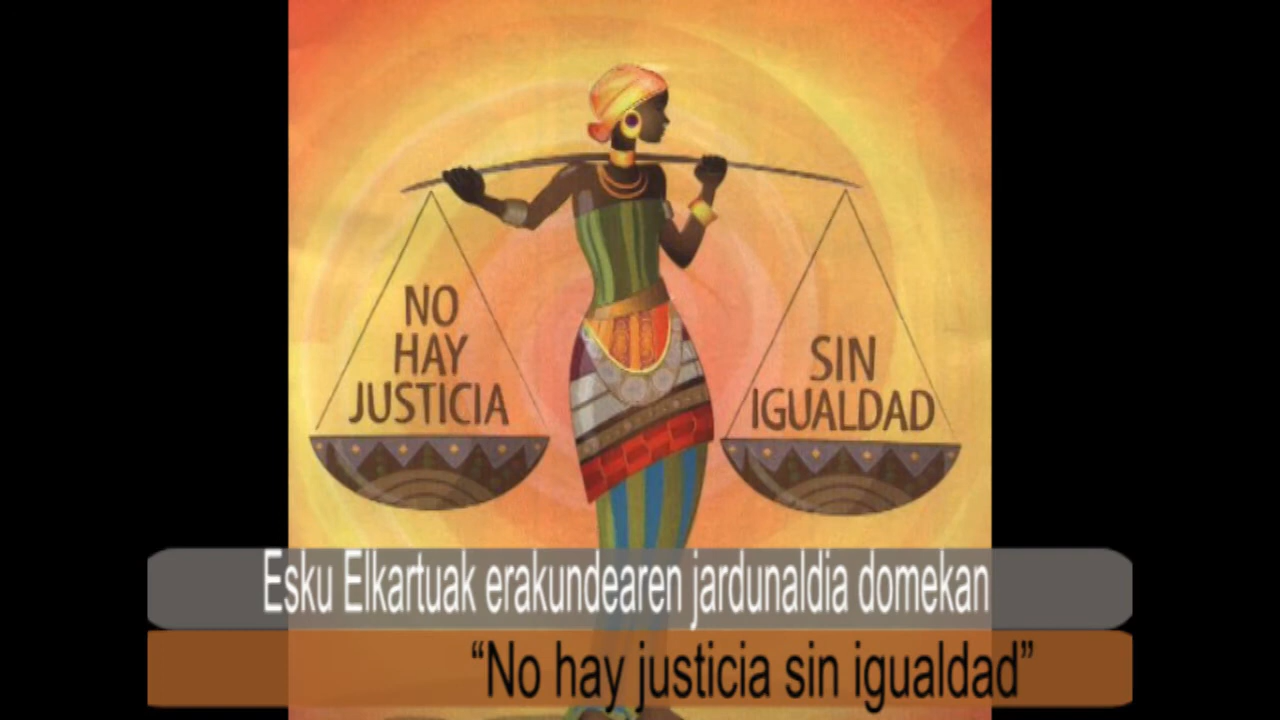 NO
HAY
JUSTICIA
SIN
IGUALDAD
Esku Elkartuak erakundearen jardunaldia domekan
“No hay justicia sin igualdad”